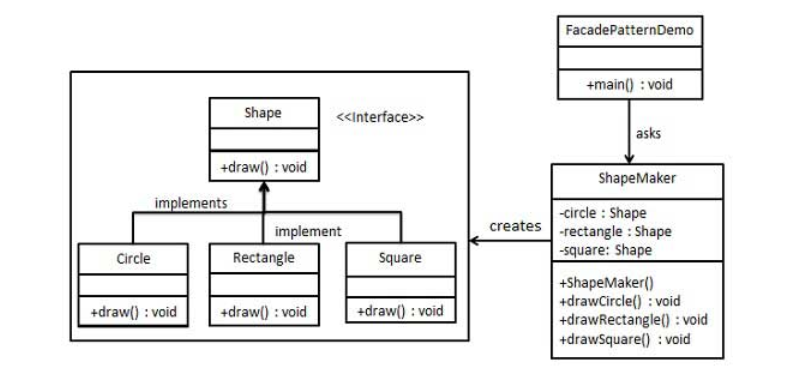 FacadePatternDemo
+main() : void
asks
Shape
<<Interface>>
+draw() : void
implements
implement
Circle
+draw() : void
Rectangle
+draw() : void
Square
+draw() : void
creates
ShapeMaker
-circle : Shape
-rectangle : Shape
-square: Shape
+ShapeMaker()
+drawCircle() : void
+drawRectangle() : void
+drawSquare() : void